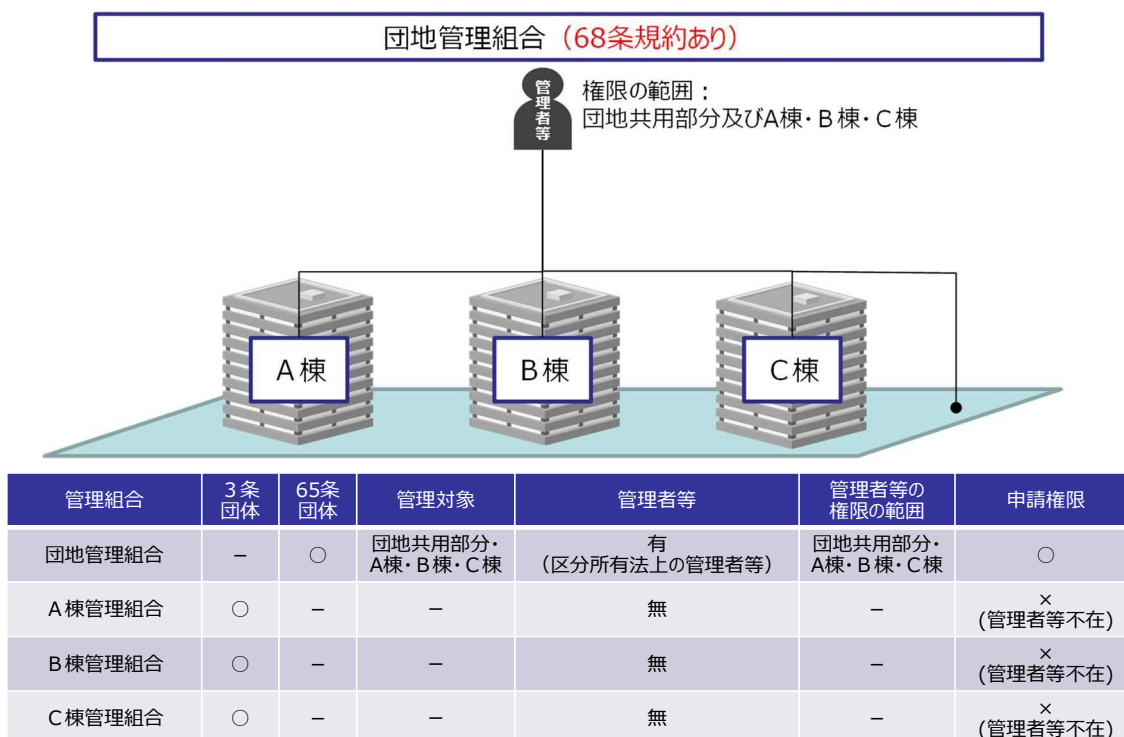 団地管理組合（68条規約あり）
管理者等
権限の範囲：
団地共用部分及びA棟・B棟・C棟
A棟
B棟
C棟
管理組合 3条団体 65条団体 管理対象 管理者等 管理者等の権限の範囲 申請権限
団地管理組合 － ○ 団地共用部分・A棟・B棟・C棟 有（区分所有法上の管理者等） 団地共用部分・A棟・B棟・C棟 ○
A棟管理組合 ○ － － 無 － ×(管理者等不在)
B棟管理組合 ○ － － 無 － ×(管理者等不在)
C棟管理組合 ○ － － 無 － ×(管理者等不在)